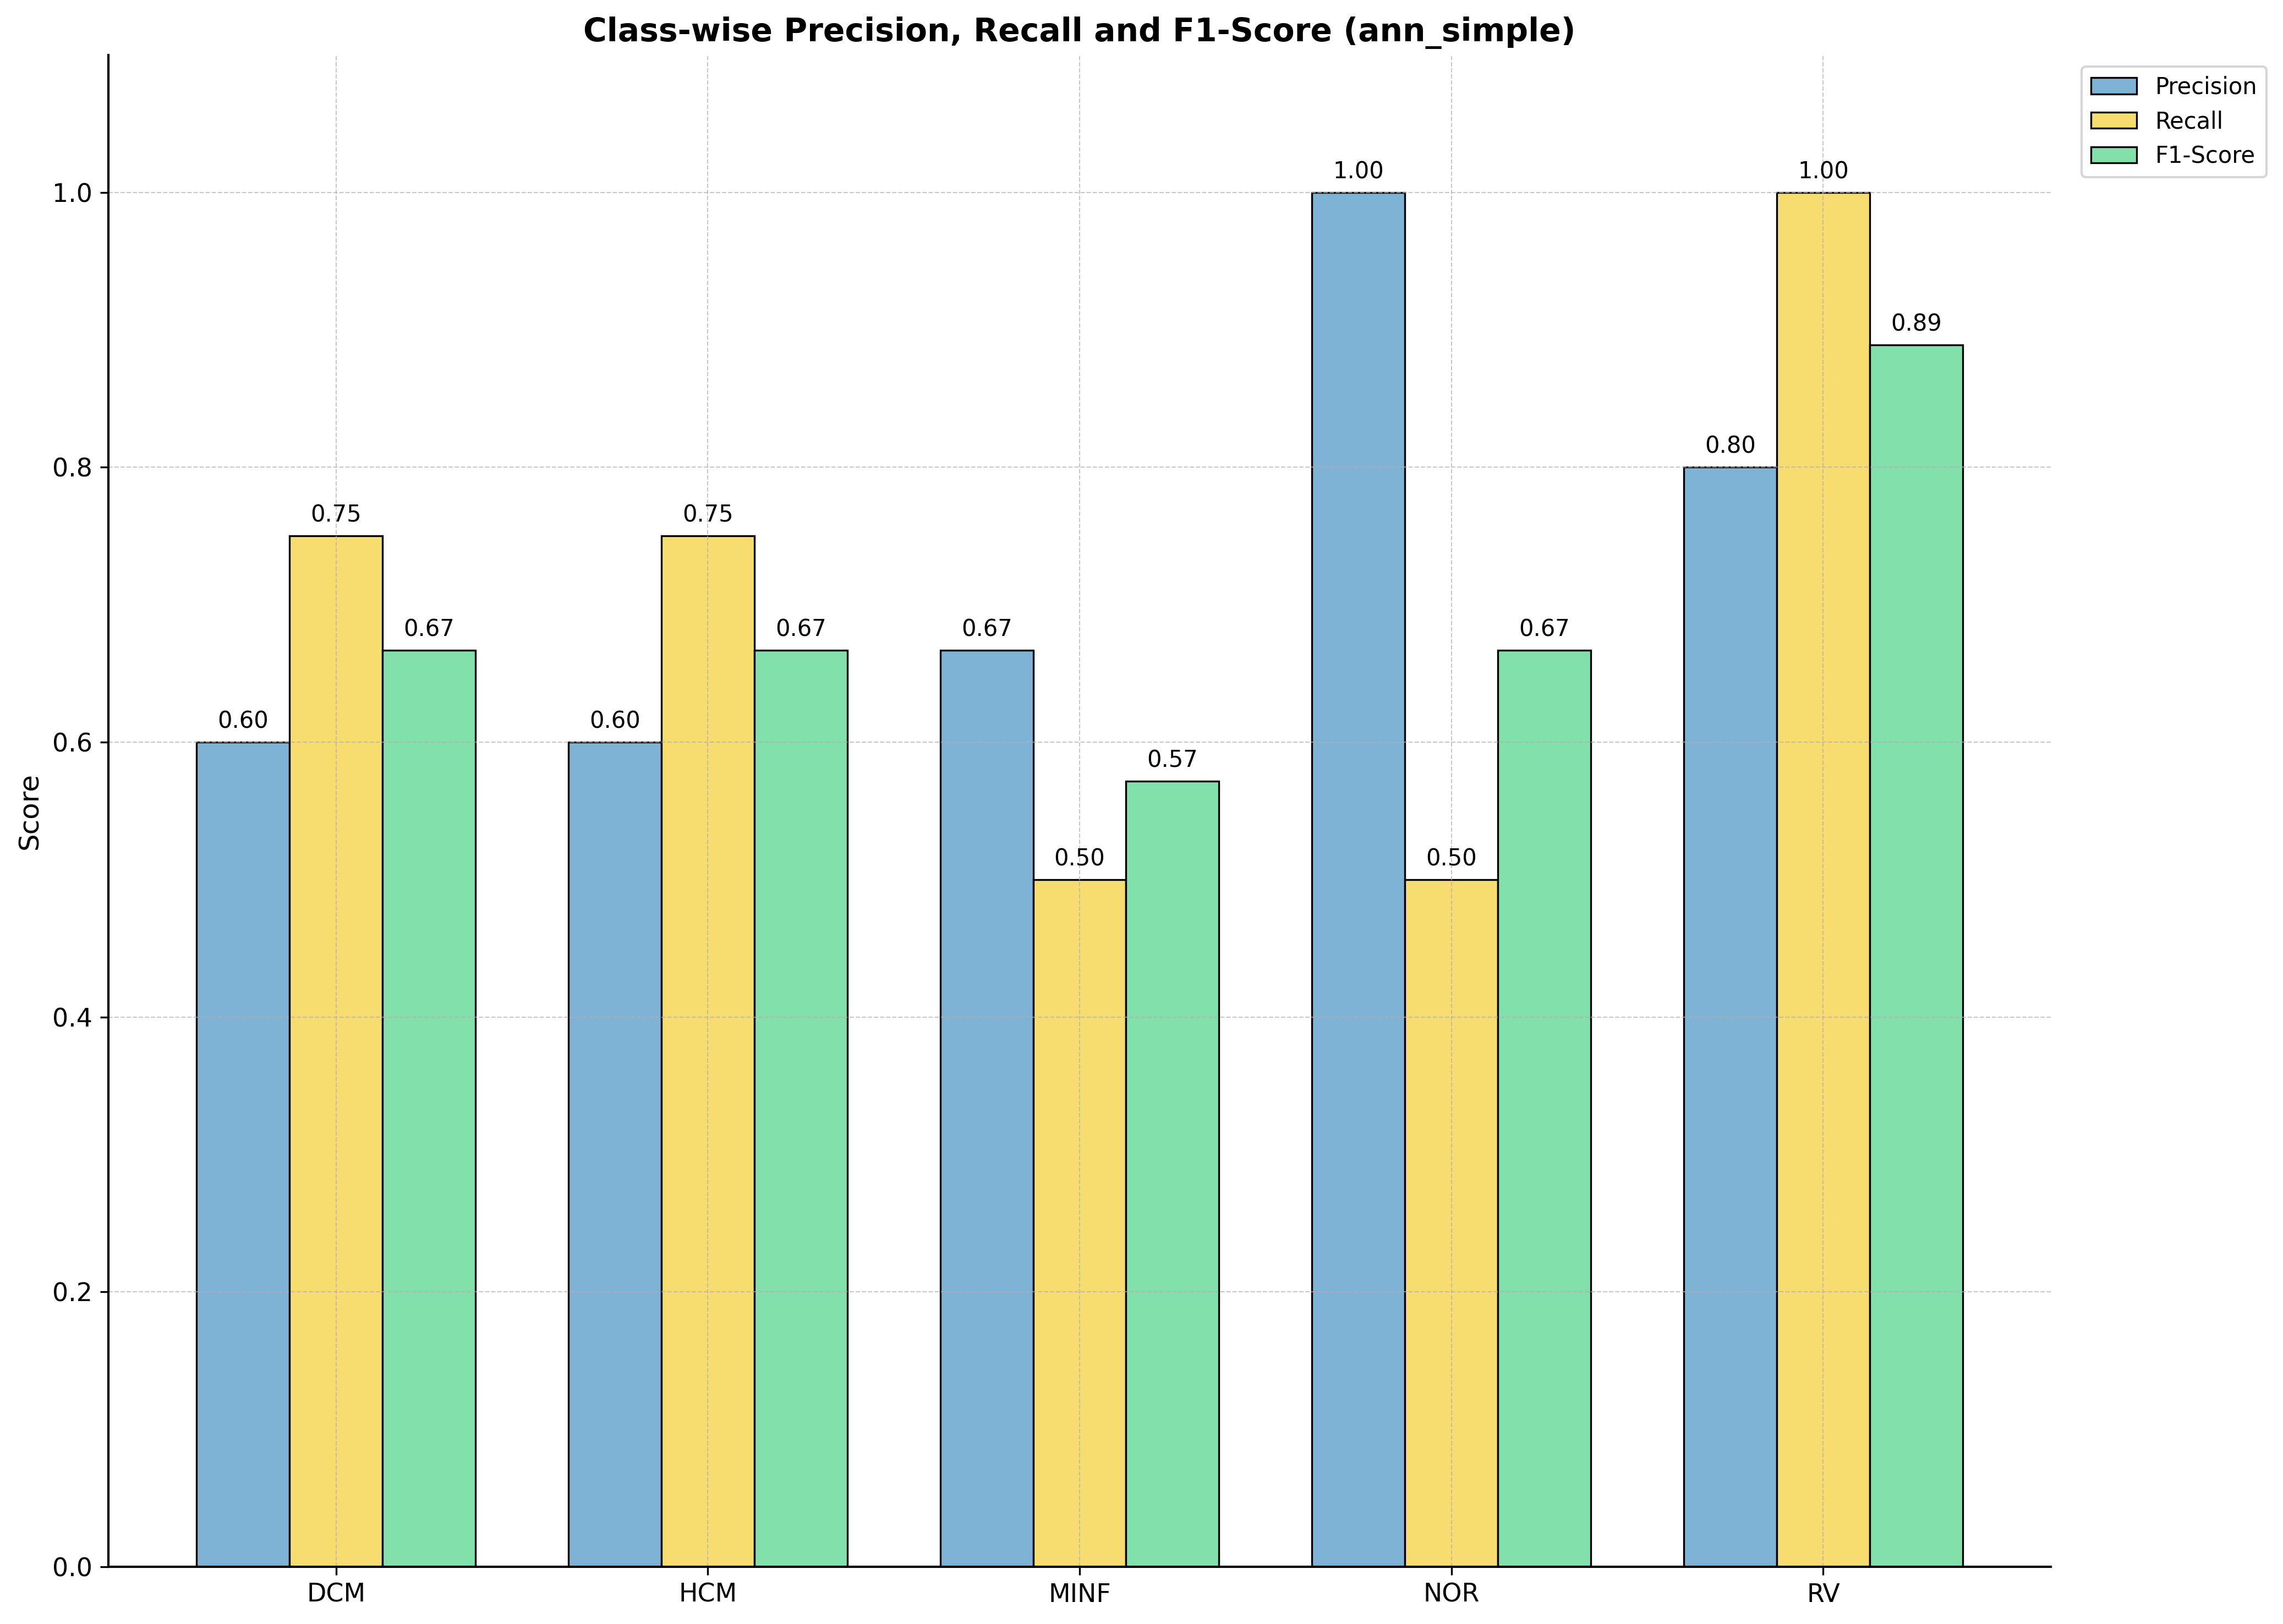 Class-wise Precision, Recall and F1-Score (ann_simple)
Precision
Recall
F1-Score
Score
1.0
0.8
0.6
0.4
0.2
0.0
0.60
0.75
0.67
0.60
0.75
0.67
0.67
0.50
0.57
1.00
0.50
0.67
0.80
1.00
0.89
DCM
HCM
MINF
NOR
RV